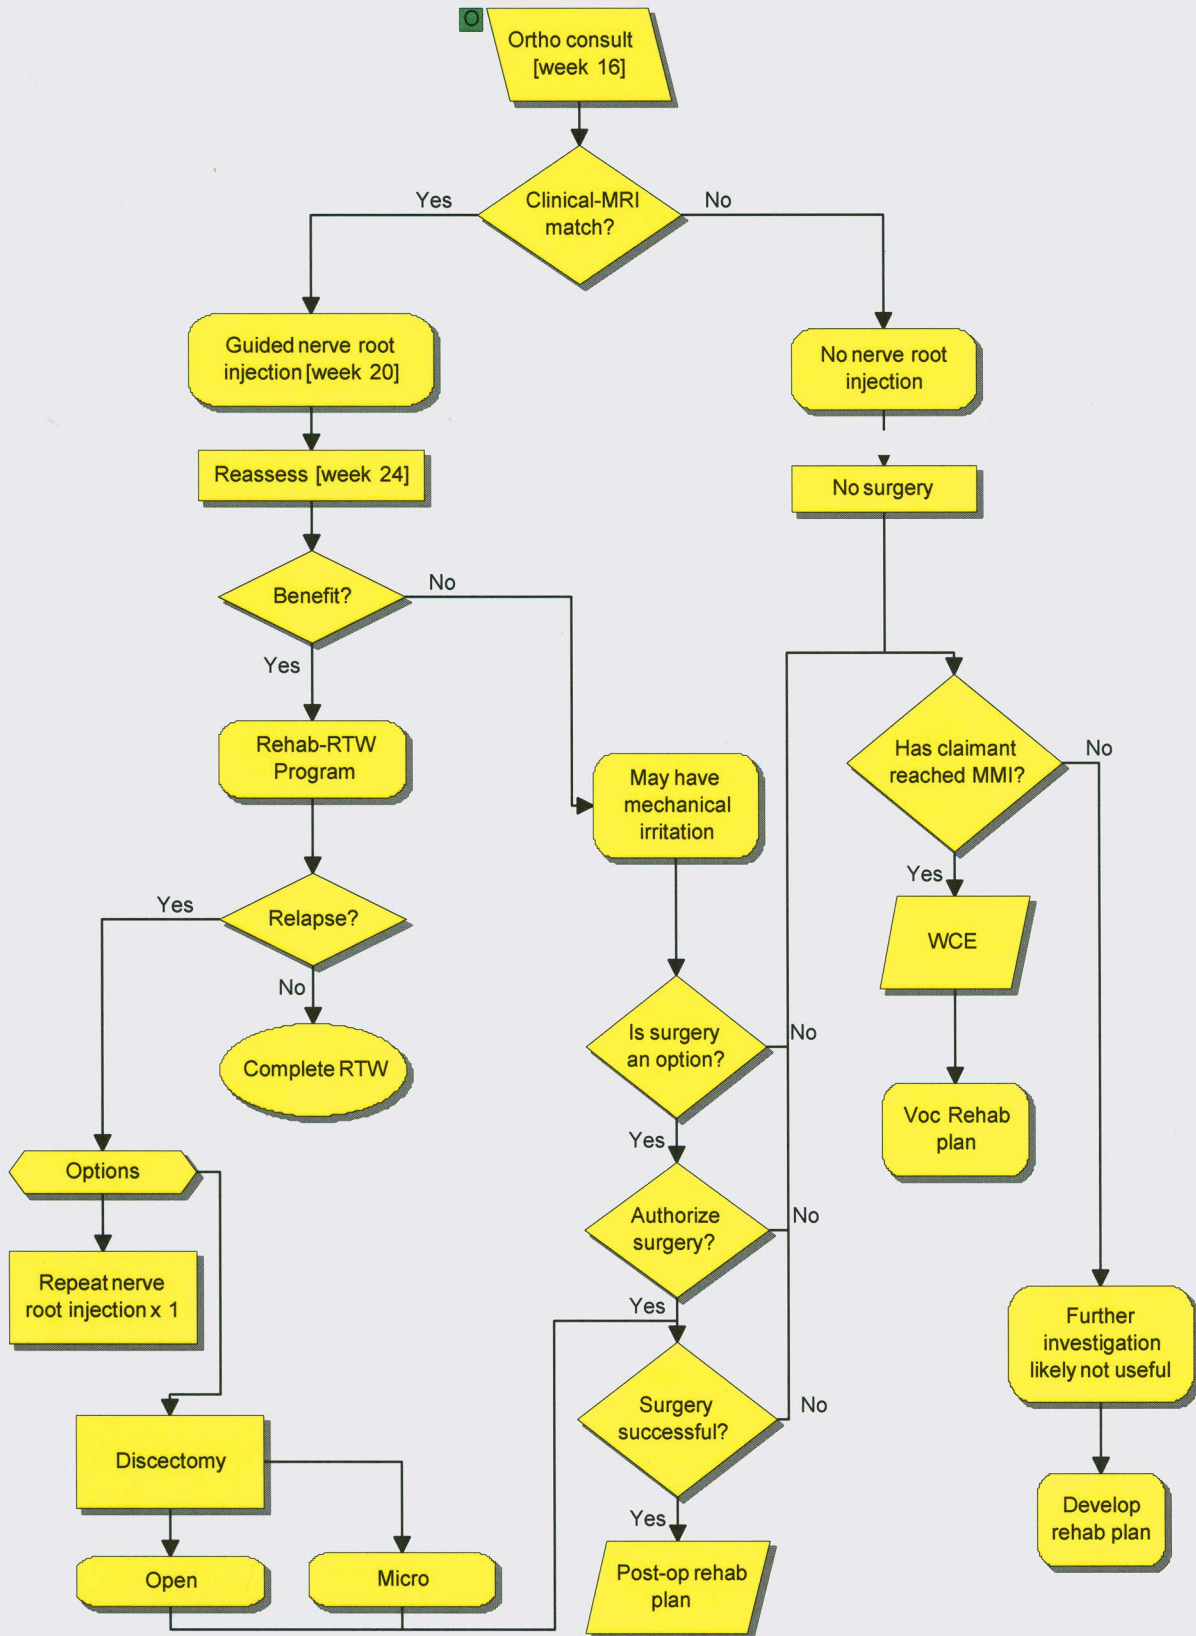 O
Ortho consult
[week 16]
Clinical-MRI
match?
Yes
No
Guided nerve root
injection [week 20]
No nerve root
injection
Reassess [week 24]
No surgery
Benefit?
No
Yes
Rehab-RTW
Program
May have
mechanical
irritation
Has claimant
reached MMI?
No
Yes
WCE
Relapse?
Yes
No
Complete RTW
Is surgery
an option?
No
Yes
Voc Rehab
plan
Options
Authorize
surgery?
No
Yes
Repeat nerve
root injection x 1
Further
investigation
likely not useful
Surgery
successful?
No
Yes
Discectomy
Develop
rehab plan
Open
Micro
Post-op rehab
plan